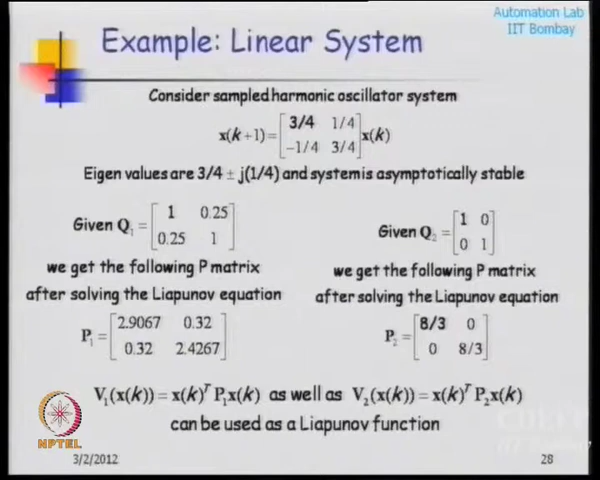 Automation Lab
IIT Bombay
Example: Linear System
Consider sampled harmonic oscillator system
x(k+1)=[3/4 1/4
-1/4 3/4]x(k)
Eigen values are 3/4 ± j(1/4) and system is asymptotically stable
Given Q₁ = [1 0.25
0.25 1]
we get the following P matrix
after solving the Liapunov equation
P₁ = [2.9067 0.32
0.32 2.4267]
Given Q₂ = [1 0
0 1]
we get the following P matrix
after solving the Liapunov equation
P₂ = [8/3 0
0 8/3]
V₁(x(k)) = x(k)ᵀ P₁x(k) as well as V₂(x(k)) = x(k)ᵀ P₂x(k)
can be used as a Liapunov function
NPTEL
3/2/2012
28